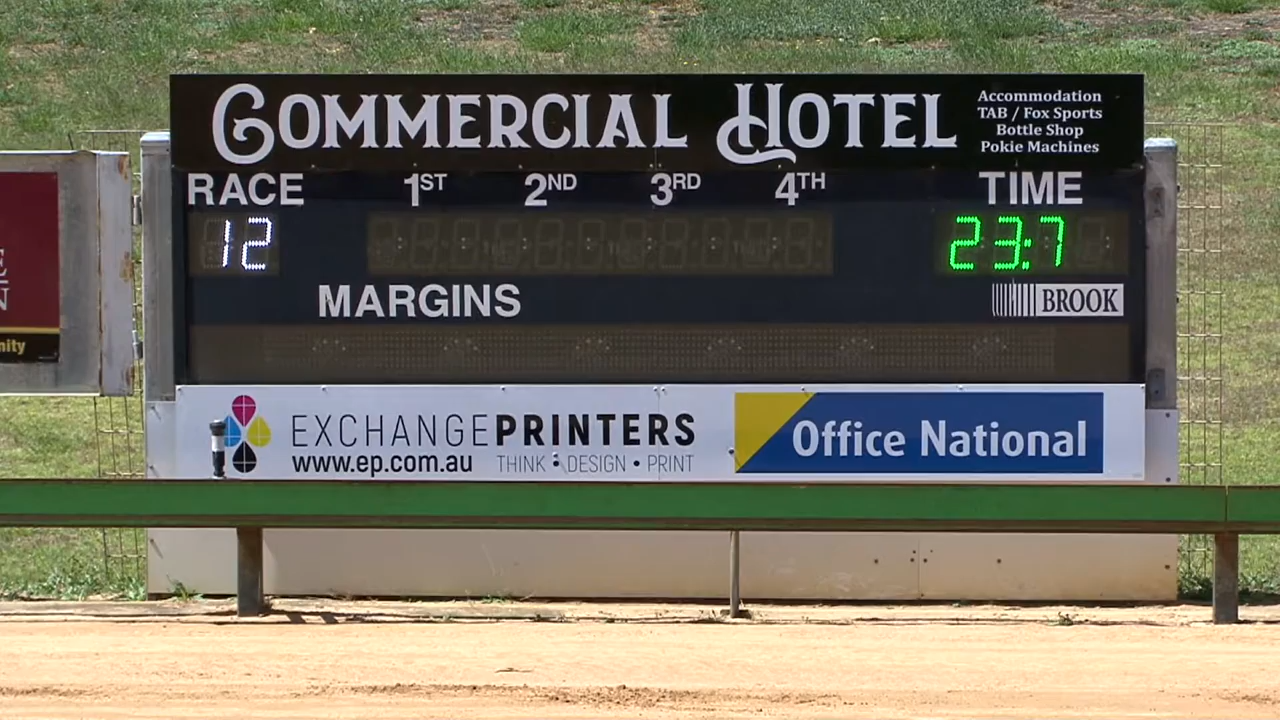 COMMERCIAL HOTEL
Accommodation
TAB / Fox Sports
Bottle Shop
Pokie Machines
RACE 1ST 2ND 3RD 4TH TIME
12 23:7
MARGINS
BROOK
EXCHANGEPRINTERS
www.ep.com.au THINK • DESIGN • PRINT
Office National
E
N
nity